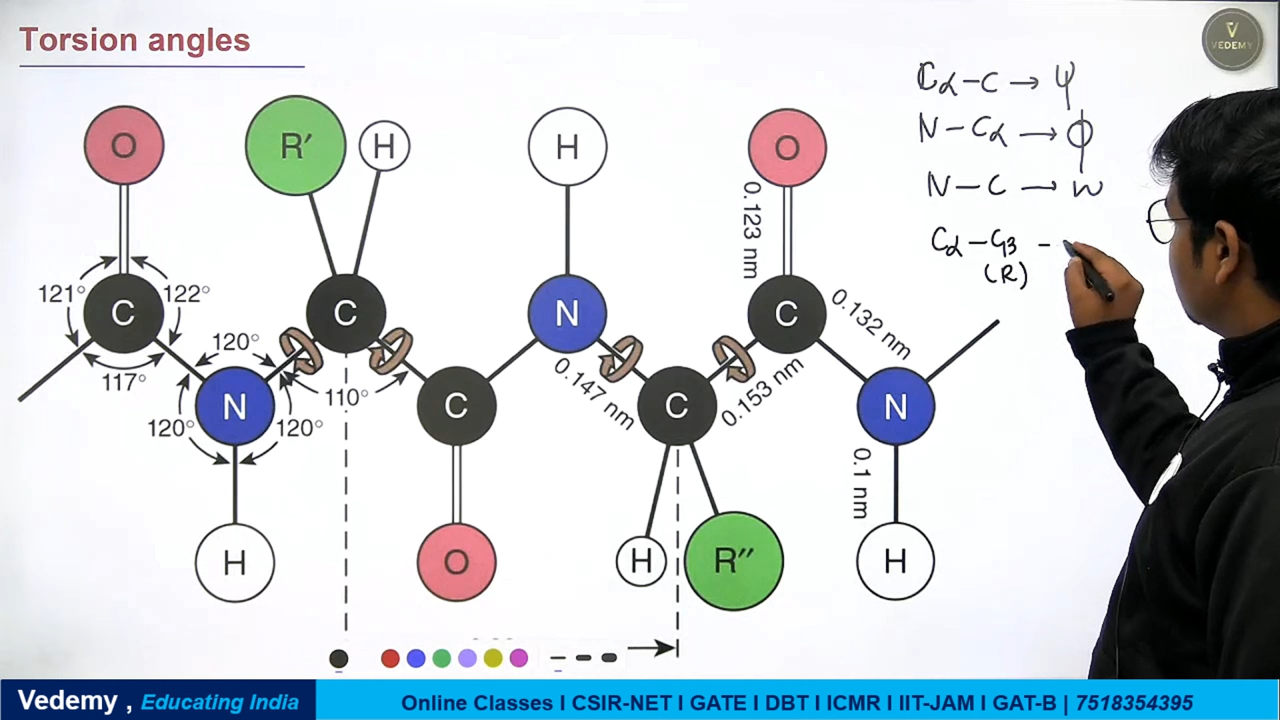 Torsion angles
V
VEDEMY
Cα – C → ψ
N – Cα → ϕ
N – C → ω
Cα – Cβ –
(R)
O
R′
H
H
O
0.123 nm
121°
C
122°
C
N
C
0.132 nm
120°
117°
110°
0.147 nm
0.153 nm
N
C
C
N
120°
120°
0.1 nm
H
O
H
R″
H
Vedemy , Educating India
Online Classes I CSIR-NET I GATE I DBT I ICMR I IIT-JAM I GAT-B | 7518354395